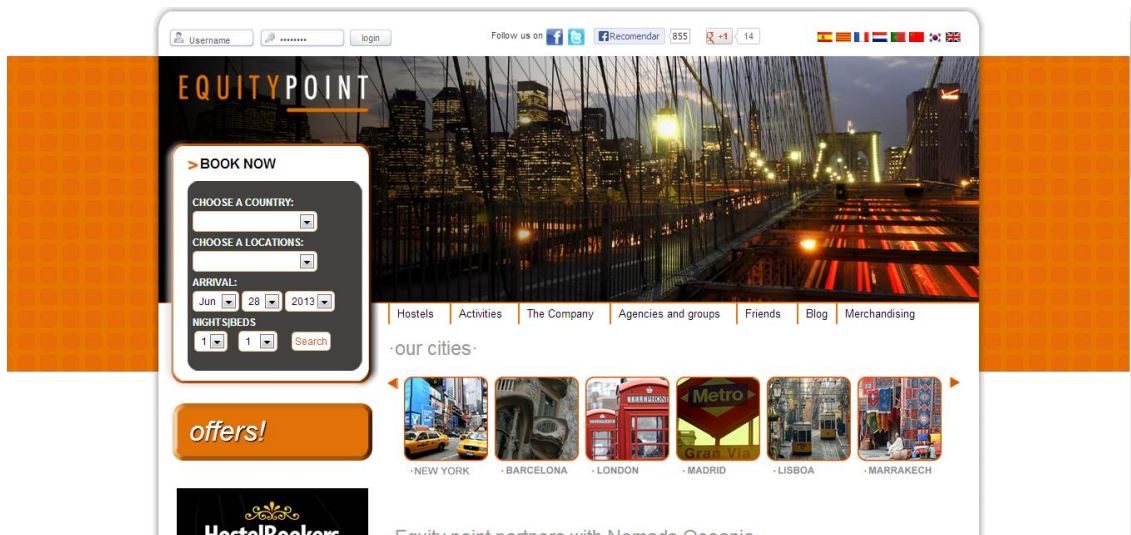 Username
••••••••
login
Follow us on
Recomendar
855
+1
14
EQUITYPOINT
>BOOK NOW
CHOOSE A COUNTRY:
CHOOSE A LOCATIONS:
ARRIVAL:
Jun 28 2013
NIGHTS|BEDS
1 1 Search
Hostels Activities The Company Agencies and groups Friends Blog Merchandising
·our cities·
TELEPHONE
Metro
Gran Vía
·NEW YORK ·BARCELONA ·LONDON ·MADRID ·LISBOA ·MARRAKECH
offers!
HostelBookers
Equity point partners with Nomads Oceania